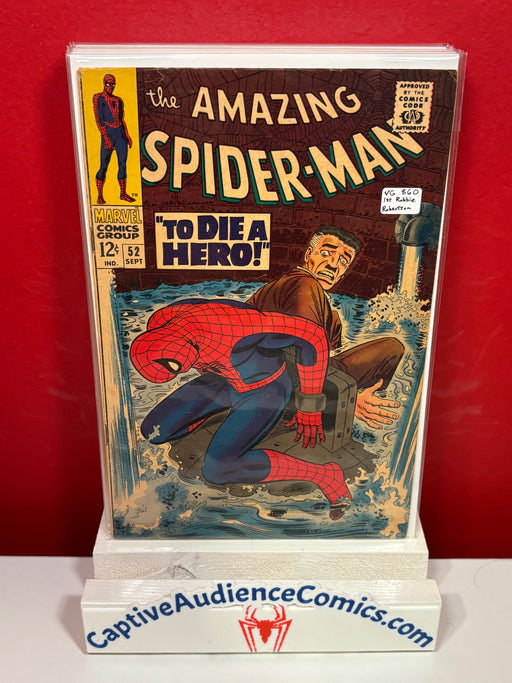 the AMAZING
SPIDER-MAN
APPROVED
BY THE
COMICS
CODE
CA
AUTHORITY
VG $60
1st Robbie
Robertson
MARVEL
COMICS
GROUP
12¢
IND.
52
SEPT
"TO DIE A
HERO!"
CaptiveAudienceComics.com